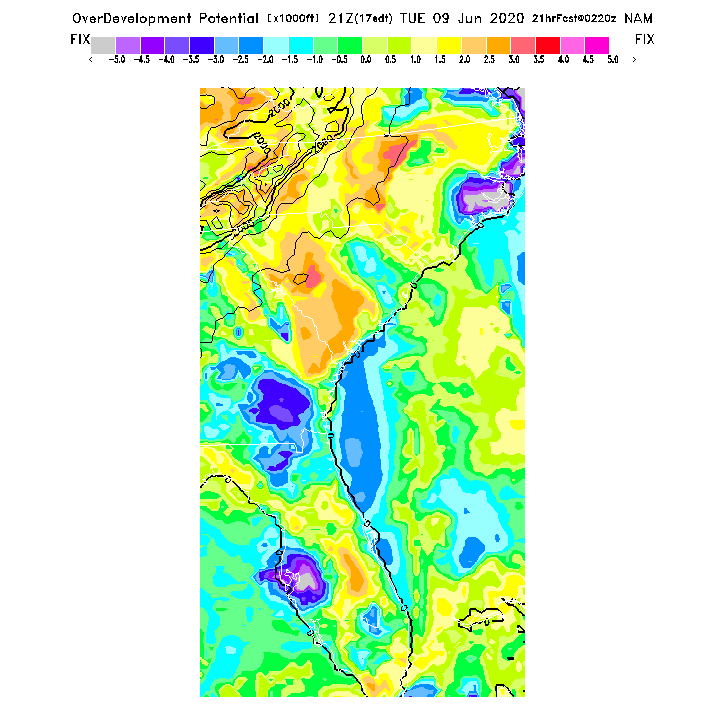 OverDevelopment Potential [x1000ft] 21Z(17edt) TUE 09 Jun 2020 21hrFcst@0220z NAM
FIX FIX
< -5.0 -4.5 -4.0 -3.5 -3.0 -2.5 -2.0 -1.5 -1.0 -0.5 0.0 0.5 1.0 1.5 2.0 2.5 3.0 3.5 4.0 4.5 5.0 >
2000
2000